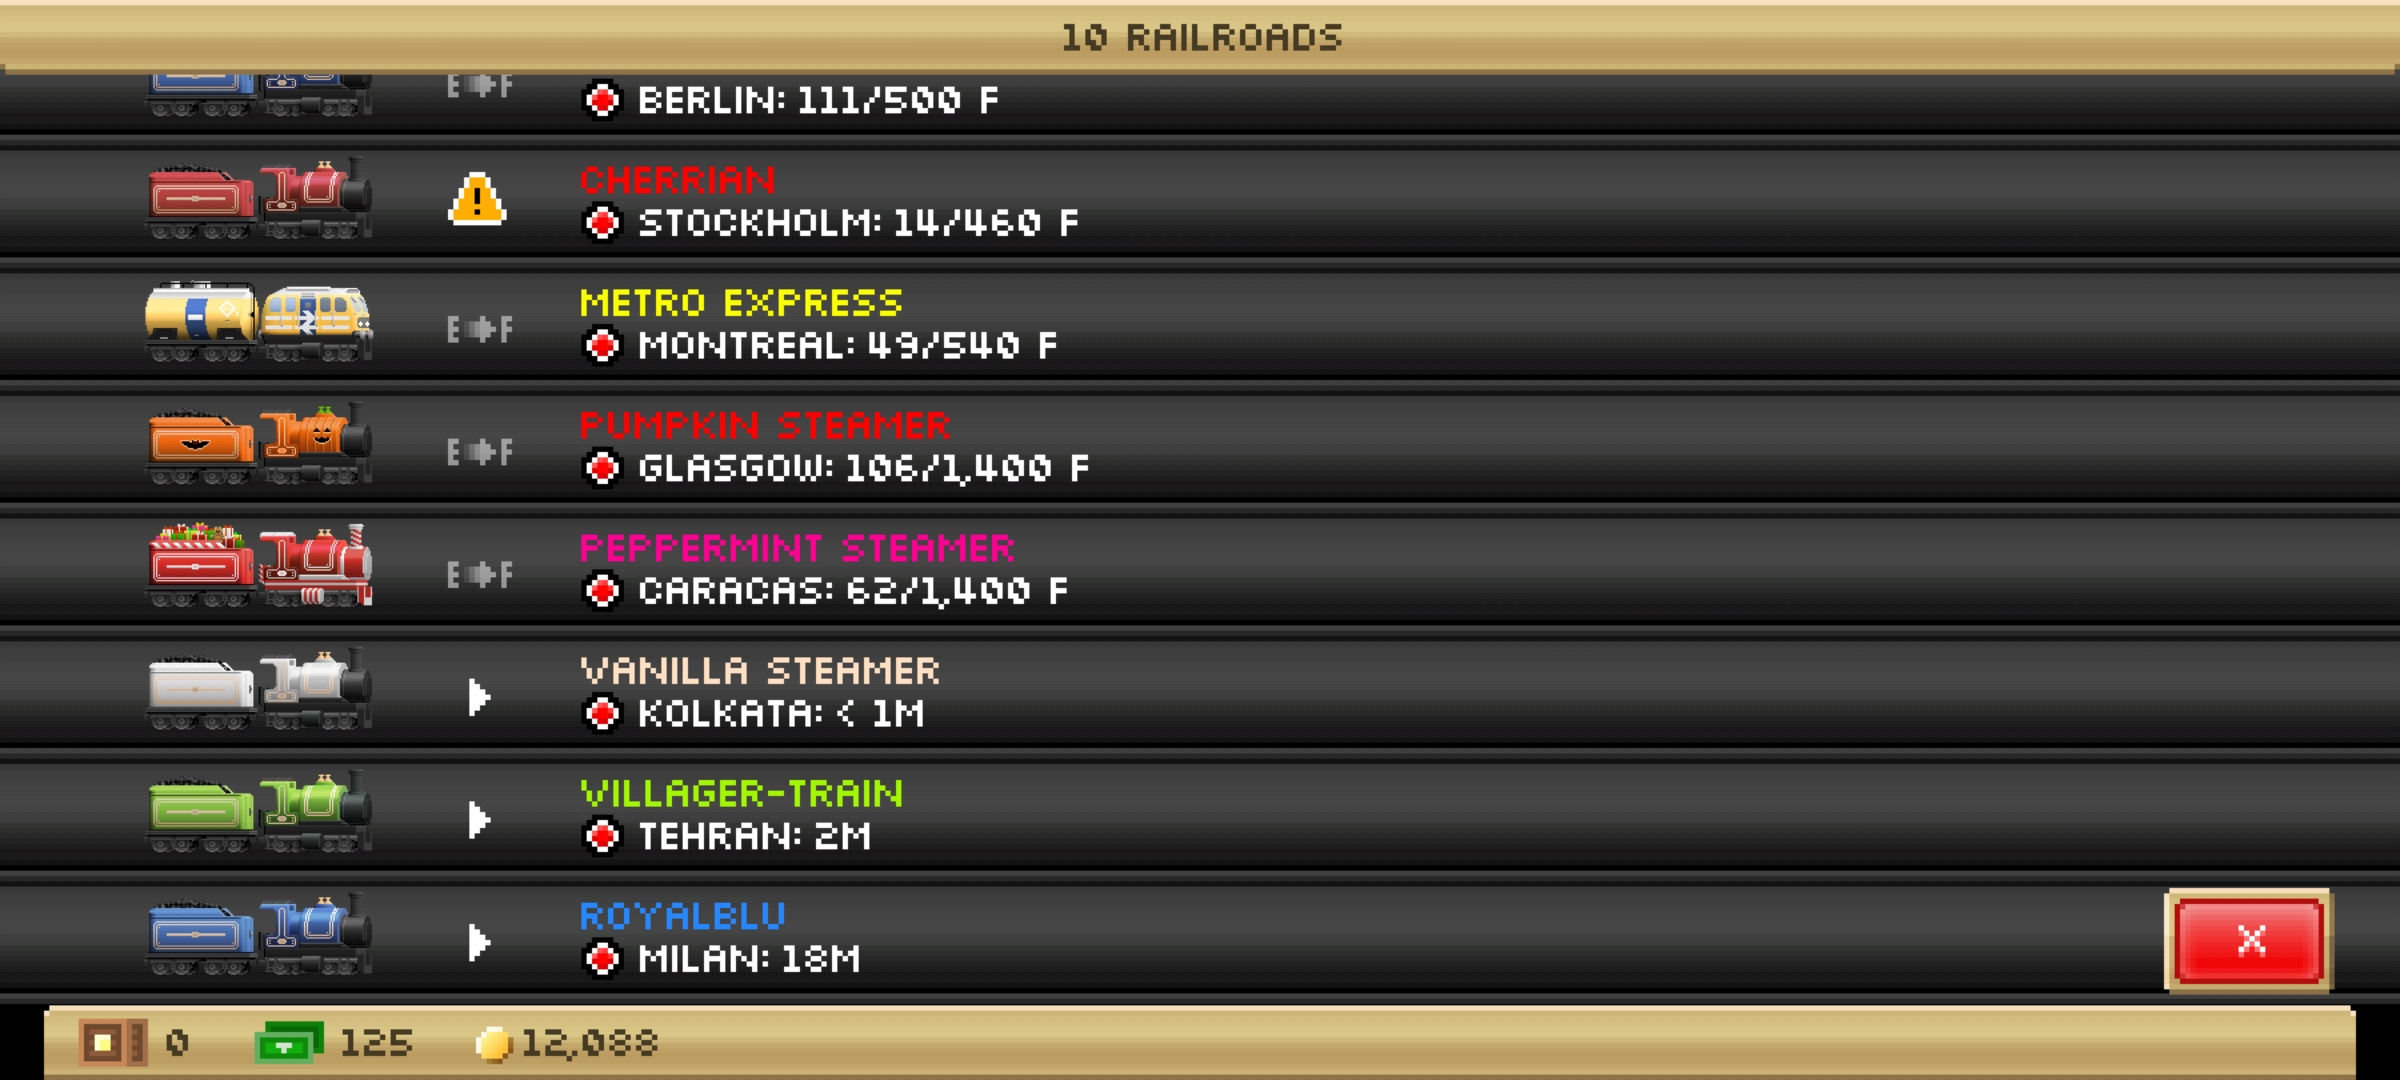 10 RAILROADS
E F
BERLIN: 111/500 F
CHERRIAN
! STOCKHOLM: 14/460 F
METRO EXPRESS
E F
MONTREAL: 49/540 F
PUMPKIN STEAMER
E F
GLASGOW: 106/1,400 F
PEPPERMINT STEAMER
E F
CARACAS: 62/1,400 F
VANILLA STEAMER
KOLKATA: < 1M
VILLAGER-TRAIN
TEHRAN: 2M
ROYALBLU
MILAN: 18M
X
0 125 12,088